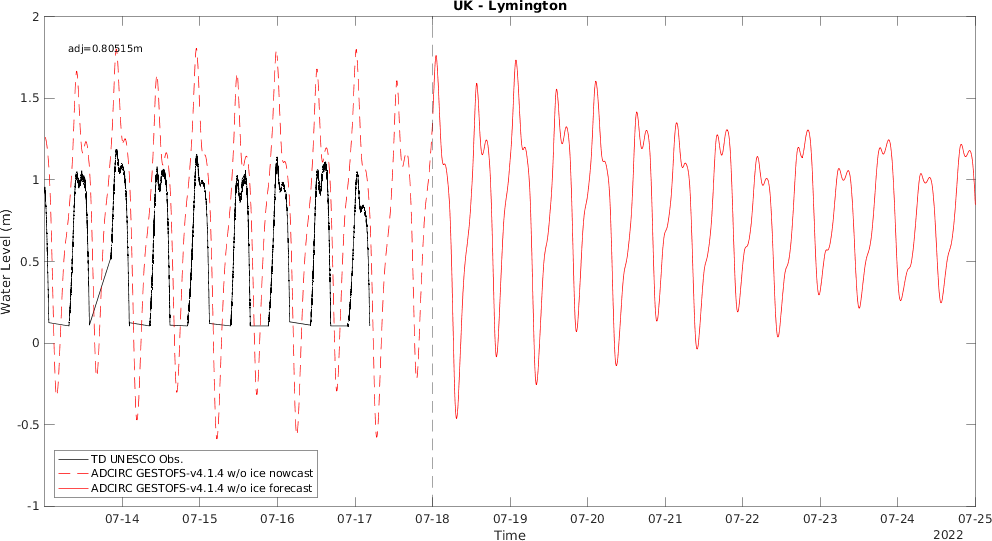 UK - Lymington
adj=0.80515m
Water Level (m)
2
1.5
1
0.5
0
-0.5
-1
TD UNESCO Obs.
ADCIRC GESTOFS-v4.1.4 w/o ice nowcast
ADCIRC GESTOFS-v4.1.4 w/o ice forecast
07-14 07-15 07-16 07-17 07-18 07-19 07-20 07-21 07-22 07-23 07-24 07-25
Time
2022